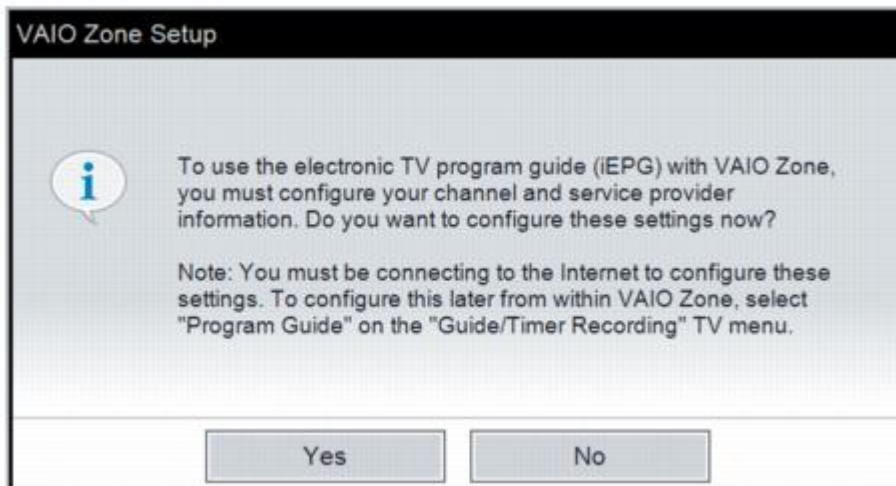 VAIO Zone Setup
i
To use the electronic TV program guide (iEPG) with VAIO Zone,
you must configure your channel and service provider
information. Do you want to configure these settings now?
Note: You must be connecting to the Internet to configure these
settings. To configure this later from within VAIO Zone, select
"Program Guide" on the "Guide/Timer Recording" TV menu.
Yes
No